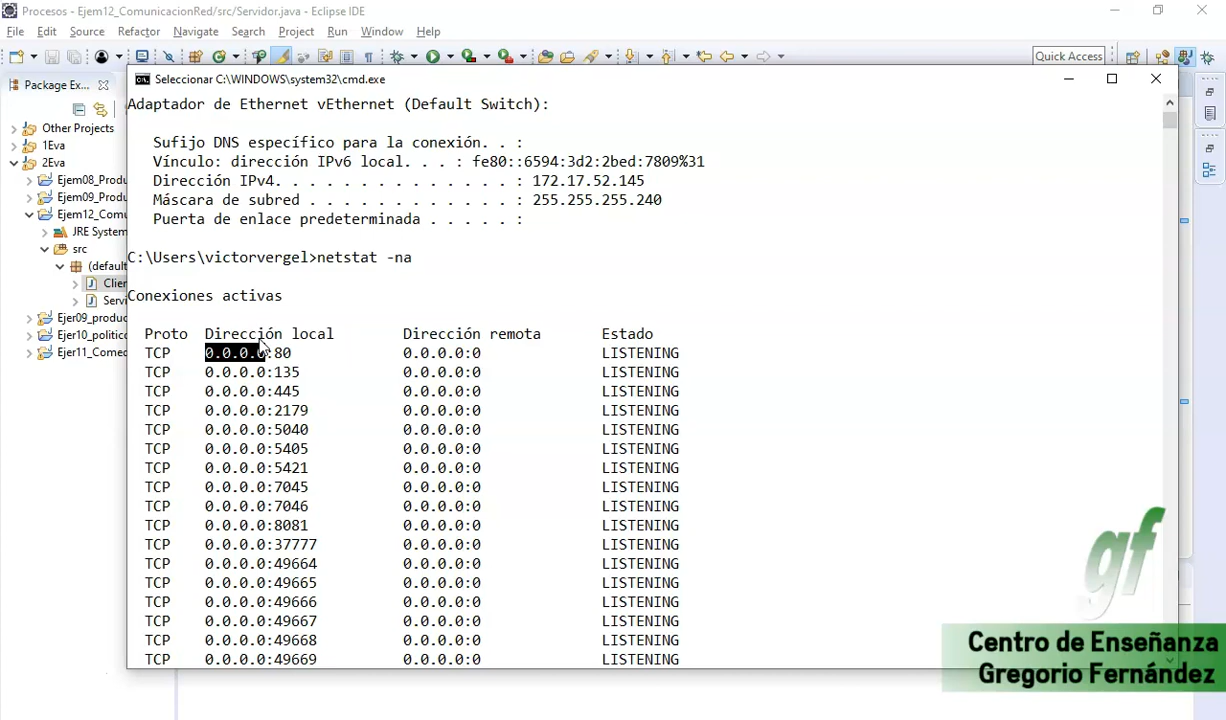 Procesos - Ejem12_ComunicacionRed/src/Servidor.java - Eclipse IDE
File Edit Source Refactor Navigate Search Project Run Window Help
Quick Access
Package Ex...
Other Projects
1Eva
2Eva
Ejem08_Produ
Ejem09_Produ
Ejem12_Comu
JRE System
src
(default
Clien
Servi
Ejer09_produc
Ejer10_politico
Ejer11_Comed
Seleccionar C:\WINDOWS\system32\cmd.exe
Adaptador de Ethernet vEthernet (Default Switch):
Sufijo DNS específico para la conexión. . :
Vínculo: dirección IPv6 local. . . : fe80::6594:3d2:2bed:7809%31
Dirección IPv4. . . . . . . . . . . . . . : 172.17.52.145
Máscara de subred . . . . . . . . . . . . : 255.255.255.240
Puerta de enlace predeterminada . . . . . :
C:\Users\victorvergel>netstat -na
Conexiones activas
Proto Dirección local Dirección remota Estado
TCP 0.0.0.0:80 0.0.0.0:0 LISTENING
TCP 0.0.0.0:135 0.0.0.0:0 LISTENING
TCP 0.0.0.0:445 0.0.0.0:0 LISTENING
TCP 0.0.0.0:2179 0.0.0.0:0 LISTENING
TCP 0.0.0.0:5040 0.0.0.0:0 LISTENING
TCP 0.0.0.0:5405 0.0.0.0:0 LISTENING
TCP 0.0.0.0:5421 0.0.0.0:0 LISTENING
TCP 0.0.0.0:7045 0.0.0.0:0 LISTENING
TCP 0.0.0.0:7046 0.0.0.0:0 LISTENING
TCP 0.0.0.0:8081 0.0.0.0:0 LISTENING
TCP 0.0.0.0:37777 0.0.0.0:0 LISTENING
TCP 0.0.0.0:49664 0.0.0.0:0 LISTENING
TCP 0.0.0.0:49665 0.0.0.0:0 LISTENING
TCP 0.0.0.0:49666 0.0.0.0:0 LISTENING
TCP 0.0.0.0:49667 0.0.0.0:0 LISTENING
TCP 0.0.0.0:49668 0.0.0.0:0 LISTENING
TCP 0.0.0.0:49669 0.0.0.0:0 LISTENING
gf
Centro de Enseñanza
Gregorio Fernández